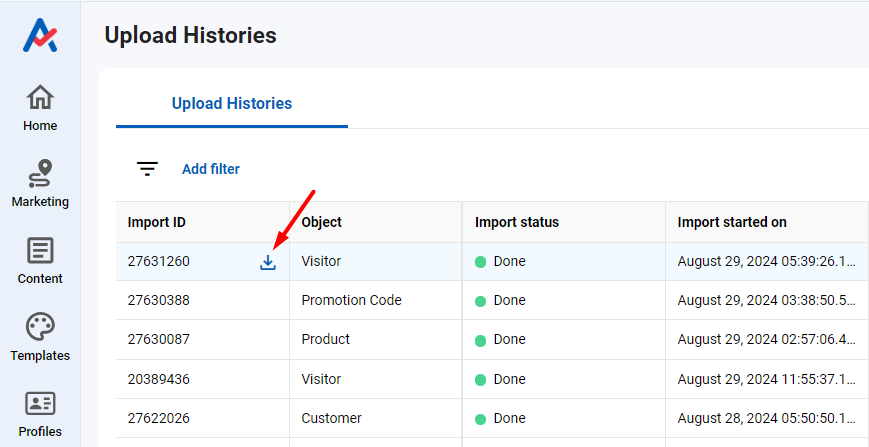 Upload Histories
Home
Marketing
Content
Templates
Profiles
Upload Histories
Add filter
Import ID Object Import status Import started on
27631260 Visitor Done August 29, 2024 05:39:26.1...
27630388 Promotion Code Done August 29, 2024 03:38:50.5...
27630087 Product Done August 29, 2024 02:57:06.4...
20389436 Visitor Done August 29, 2024 11:55:37.1...
27622026 Customer Done August 28, 2024 05:50:50.1...